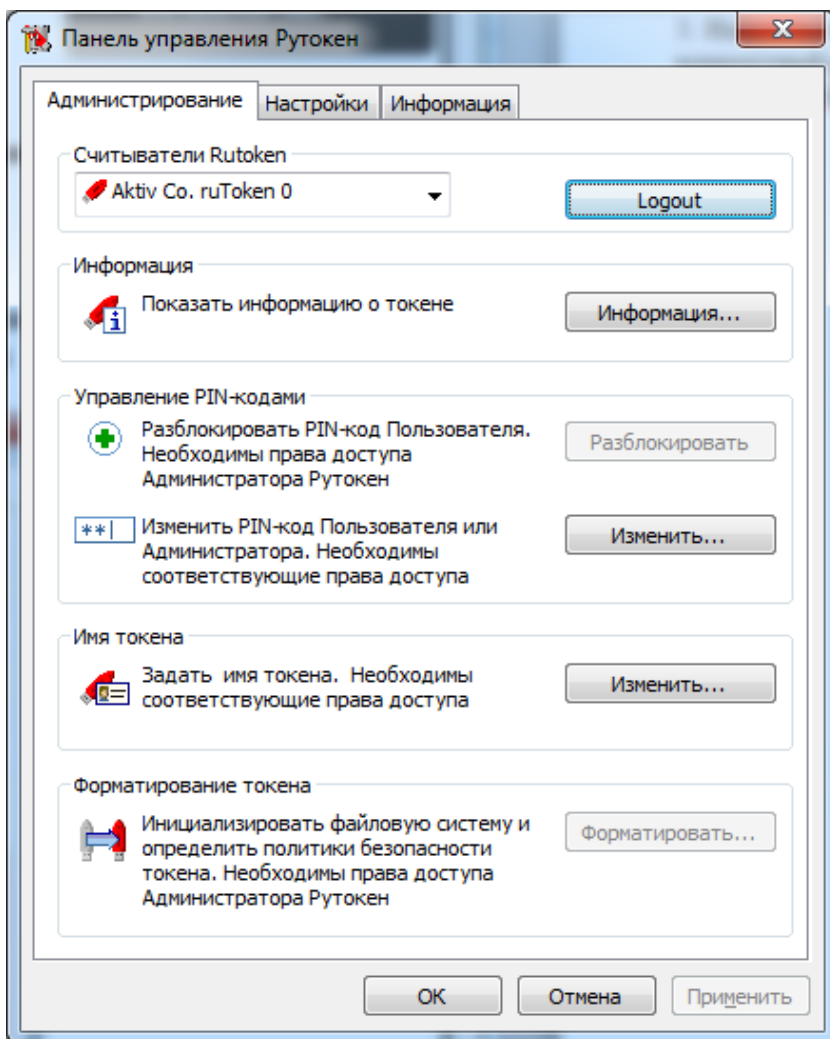 Панель управления Рутокен
Администрирование Настройки Информация
Считыватели Rutoken
Aktiv Co. ruToken 0
Logout
Информация
Показать информацию о токене
Информация...
Управление PIN-кодами
Разблокировать PIN-код Пользователя.
Необходимы права доступа
Администратора Рутокен
Разблокировать
**|
Изменить PIN-код Пользователя или
Администратора. Необходимы
соответствующие права доступа
Изменить...
Имя токена
Задать имя токена. Необходимы
соответствующие права доступа
Изменить...
Форматирование токена
Инициализировать файловую систему и
определить политики безопасности
токена. Необходимы права доступа
Администратора Рутокен
Форматировать...
ОК Отмена Применить